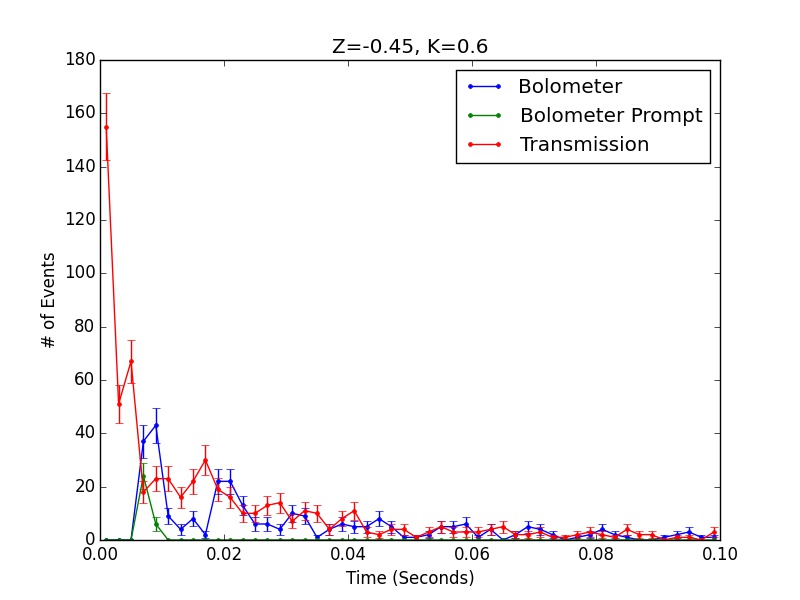 Z=-0.45, K=0.6
180
160
140
120
100
80
60
40
20
0
# of Events
Bolometer
Bolometer Prompt
Transmission
0.00 0.02 0.04 0.06 0.08 0.10
Time (Seconds)